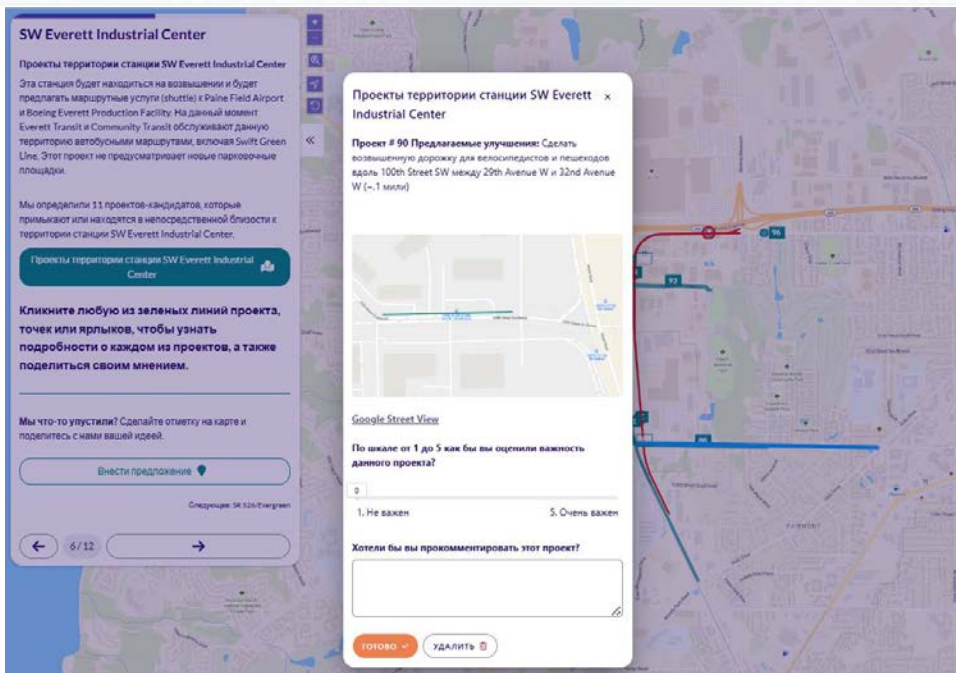 SW Everett Industrial Center
Проекты территории станции SW Everett Industrial Center
Эта станция будет находиться на возвышении и будет
предлагать маршрутные услуги (shuttle) к Paine Field Airport
и Boeing Everett Production Facility. На данный момент
Everett Transit и Community Transit обслуживают данную
территорию автобусными маршрутами, включая Swift Green
Line. Этот проект не предусматривает новые парковочные
площадки.
Мы определили 11 проектов-кандидатов, которые
примыкают или находятся в непосредственной близости к
территории станции SW Everett Industrial Center.
Проекты территории станции SW Everett Industrial
Center
Кликните любую из зеленых линий проекта,
точек или ярлыков, чтобы узнать
подробности о каждом из проектов, а также
поделиться своим мнением.
Мы что-то упустили? Сделайте отметку на карте и
поделитесь с нами вашей идеей.
Внести предложение
Следующее: SR 526/Evergreen
6/12
Проекты территории станции SW Everett
Industrial Center
×
Проект # 90 Предлагаемые улучшения: Сделать
возвышенную дорожку для велосипедистов и пешеходов
вдоль 100th Street SW между 29th Avenue W и 32nd Avenue
W (~.1 мили)
Google Street View
По шкале от 1 до 5 как бы вы оценили важность
данного проекта?
0
1. Не важен
5. Очень важен
Хотели бы вы прокомментировать этот проект?
ГОТОВО
УДАЛИТЬ
96
93